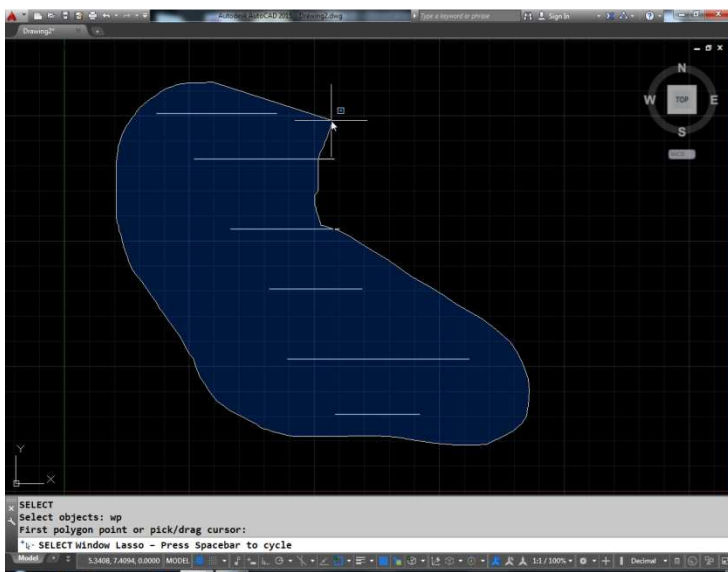 Autodesk AutoCAD 2015 Drawing2.dwg
Type a keyword or phrase
Sign In
Drawing2*
N
W
TOP
E
S
WCS
Y
X
SELECT
Select objects: wp
First polygon point or pick/drag cursor:
SELECT Window Lasso - Press Spacebar to cycle
Model
5.3408, 7.4094, 0.0000 MODEL
1:1 / 100%
Decimal